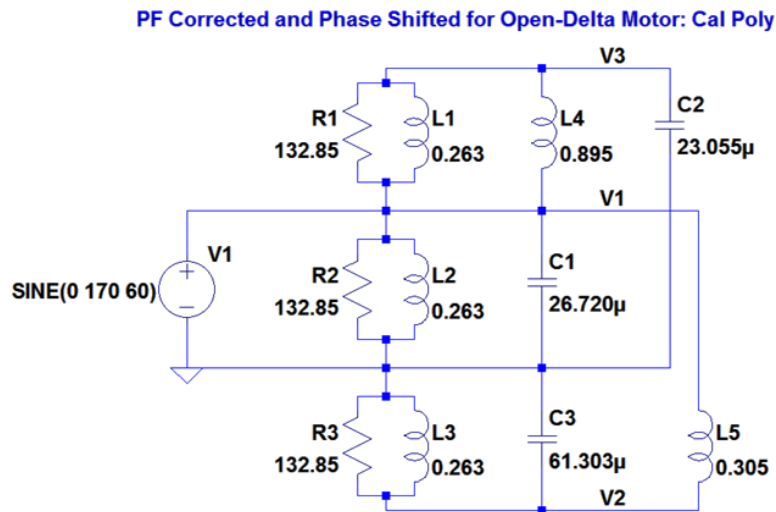 PF Corrected and Phase Shifted for Open-Delta Motor: Cal Poly
V3
R1
132.85
L1
0.263
L4
0.895
C2
23.055µ
V1
V1
SINE(0 170 60)
R2
132.85
L2
0.263
C1
26.720µ
R3
132.85
L3
0.263
C3
61.303µ
L5
0.305
V2